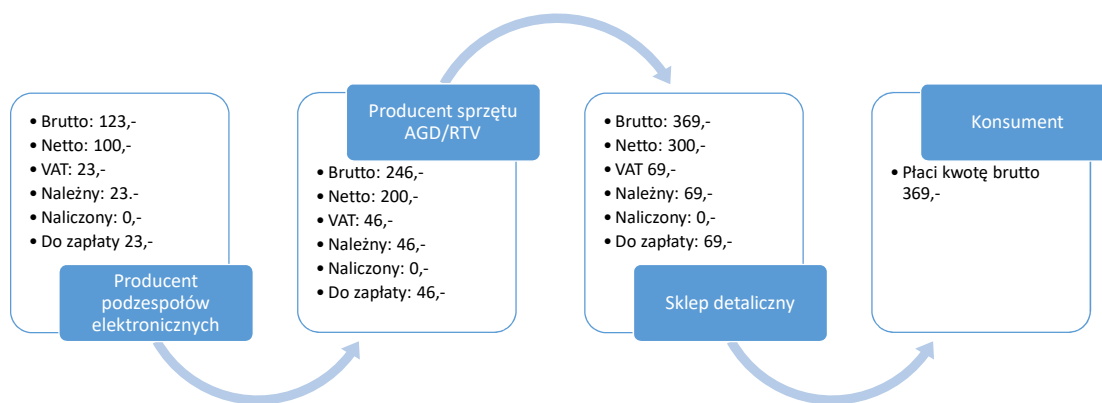 • Brutto: 123,-
• Netto: 100,-
• VAT: 23,-
• Należny: 23.-
• Naliczony: 0,-
• Do zapłaty 23,-
Producent
podzespołów
elektronicznych
Producent sprzętu
AGD/RTV
• Brutto: 246,-
• Netto: 200,-
• VAT: 46,-
• Należny: 46,-
• Naliczony: 0,-
• Do zapłaty: 46,-
• Brutto: 369,-
• Netto: 300,-
• VAT 69,-
• Należny: 69,-
• Naliczony: 0,-
• Do zapłaty: 69,-
Sklep detaliczny
Konsument
• Płaci kwotę brutto
369,-